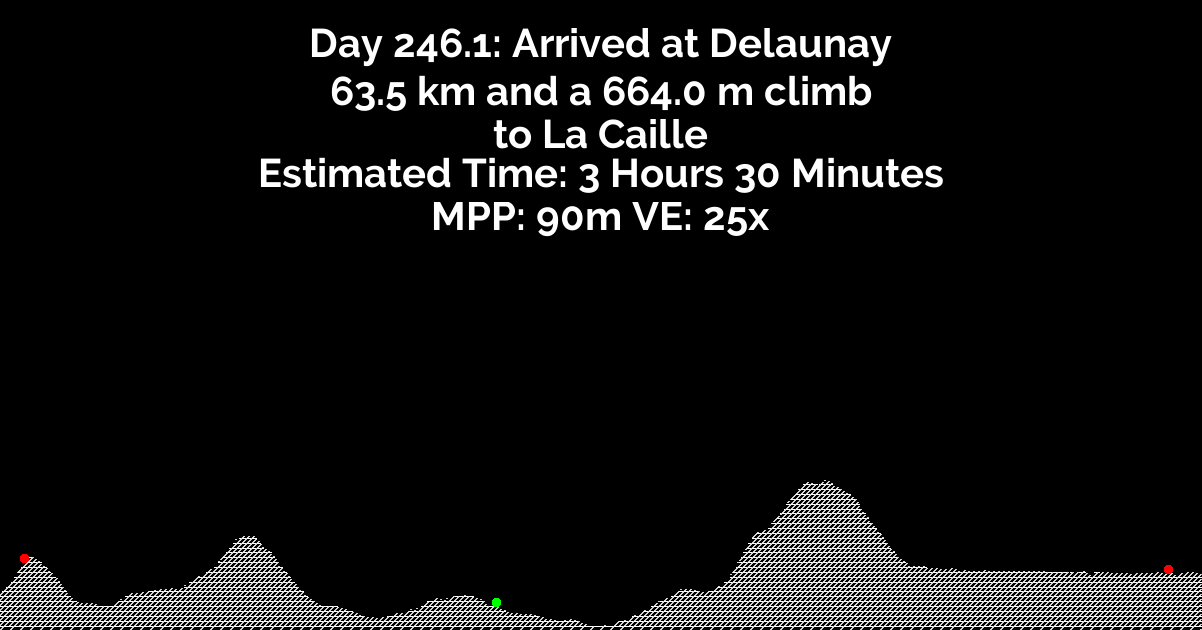 Day 246.1: Arrived at Delaunay
63.5 km and a 664.0 m climb
to La Caille
Estimated Time: 3 Hours 30 Minutes
MPP: 90m VE: 25x